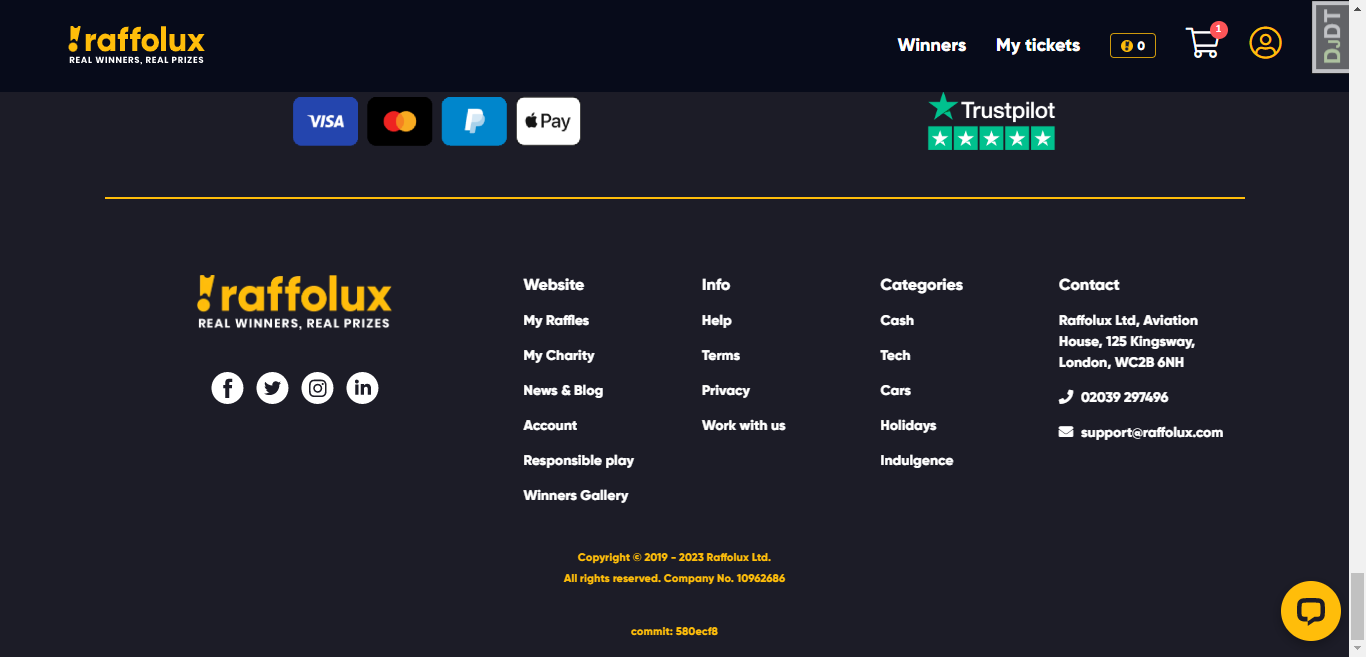 raffolux
REAL WINNERS, REAL PRIZES
Winners
My tickets
0
1
DJDT
VISA
Pay
Trustpilot
raffolux
REAL WINNERS, REAL PRIZES
Website
My Raffles
My Charity
News & Blog
Account
Responsible play
Winners Gallery
Info
Help
Terms
Privacy
Work with us
Categories
Cash
Tech
Cars
Holidays
Indulgence
Contact
Raffolux Ltd, Aviation
House, 125 Kingsway,
London, WC2B 6NH
02039 297496
support@raffolux.com
Copyright © 2019 - 2023 Raffolux Ltd.
All rights reserved. Company No. 10962686
commit: 580ecf8